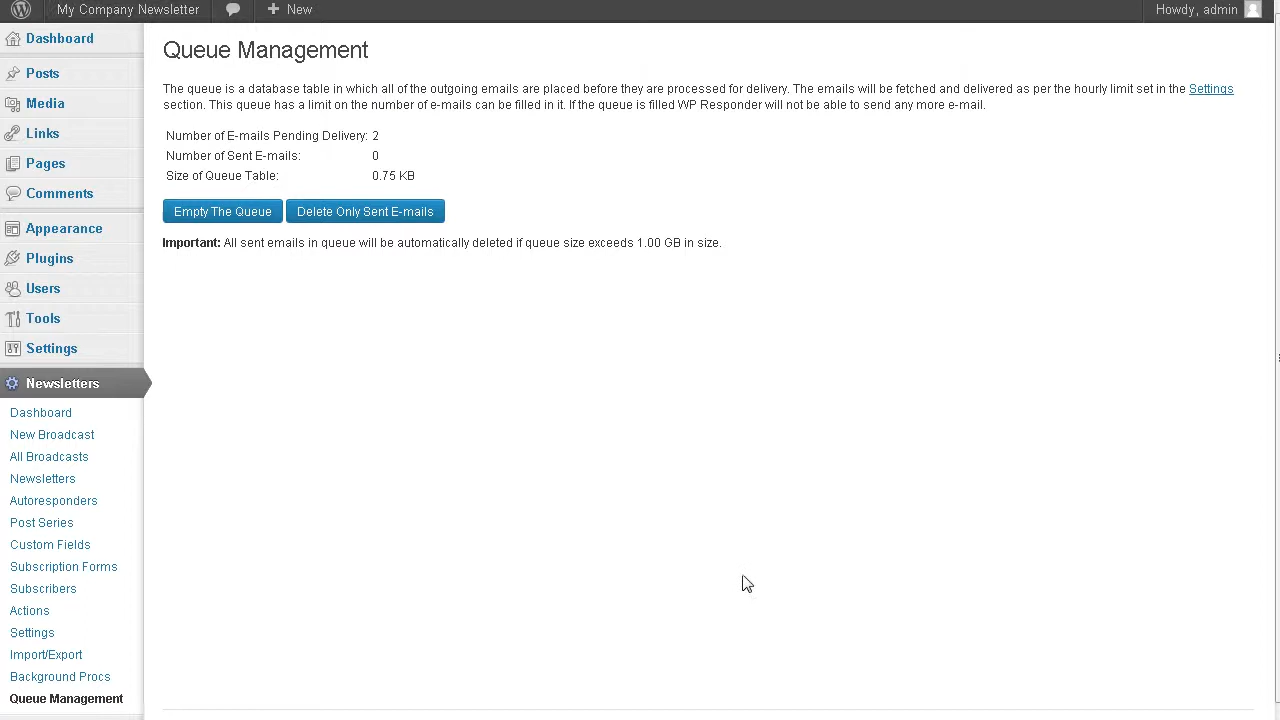 My Company Newsletter New Howdy, admin
Dashboard
Posts
Media
Links
Pages
Comments
Appearance
Plugins
Users
Tools
Settings
Newsletters
Dashboard
New Broadcast
All Broadcasts
Newsletters
Autoresponders
Post Series
Custom Fields
Subscription Forms
Subscribers
Actions
Settings
Import/Export
Background Procs
Queue Management
Queue Management
The queue is a database table in which all of the outgoing emails are placed before they are processed for delivery. The emails will be fetched and delivered as per the hourly limit set in the Settings
section. This queue has a limit on the number of e-mails can be filled in it. If the queue is filled WP Responder will not be able to send any more e-mail.
Number of E-mails Pending Delivery: 2
Number of Sent E-mails: 0
Size of Queue Table: 0.75 KB
Empty The Queue Delete Only Sent E-mails
Important: All sent emails in queue will be automatically deleted if queue size exceeds 1.00 GB in size.